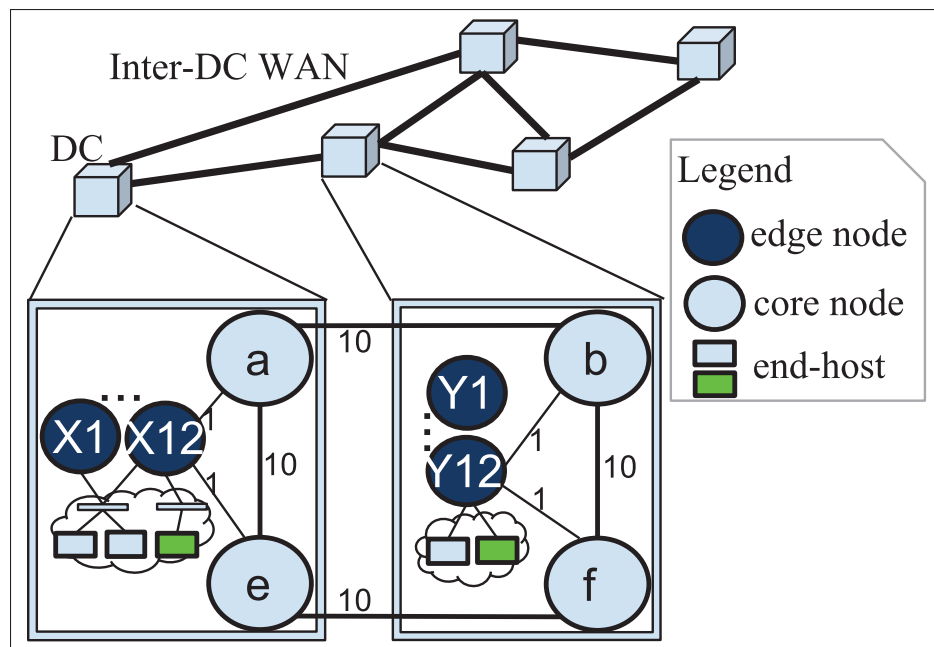 Inter-DC WAN
DC
Legend
edge node
core node
end-host
a
10
b
X1
...
X12
1
10
1
e
Y1
...
Y12
1
1
10
f
10